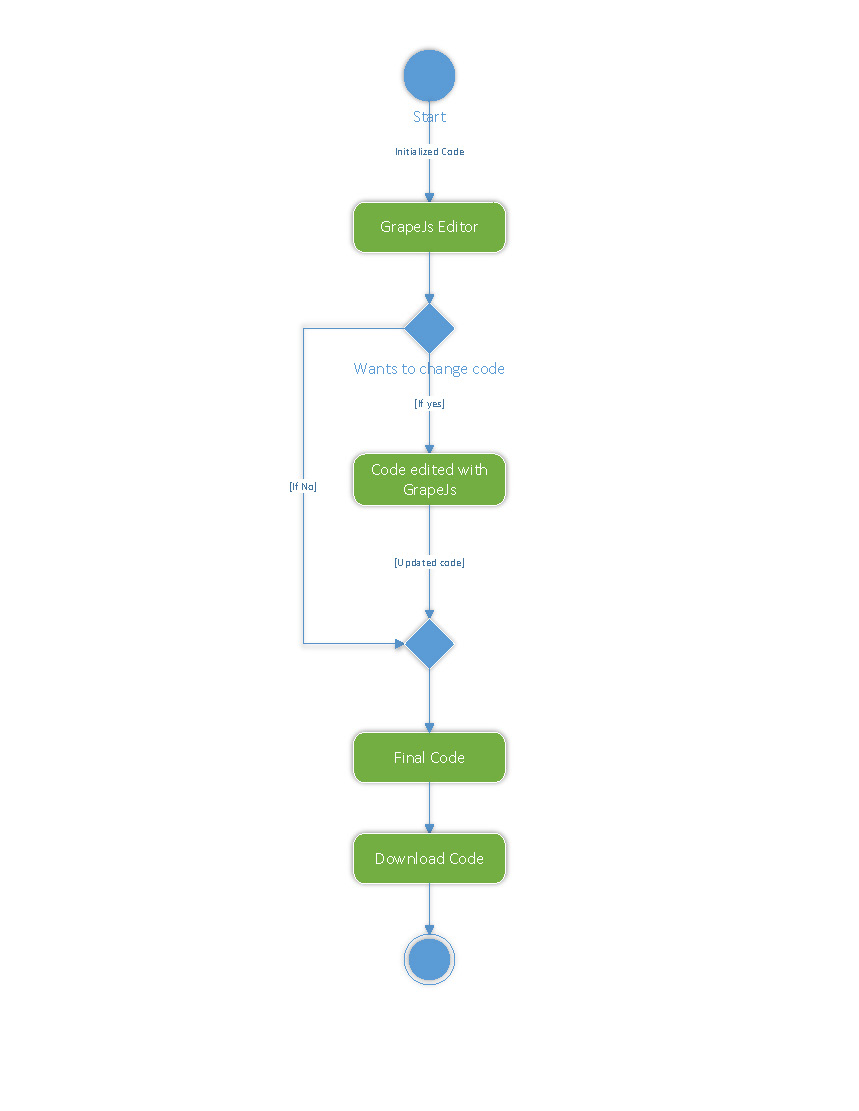 Start
Initialized Code
GrapeJs Editor
Wants to change code
[If yes]
Code edited with
GrapeJs
[If No]
[Updated code]
Final Code
Download Code